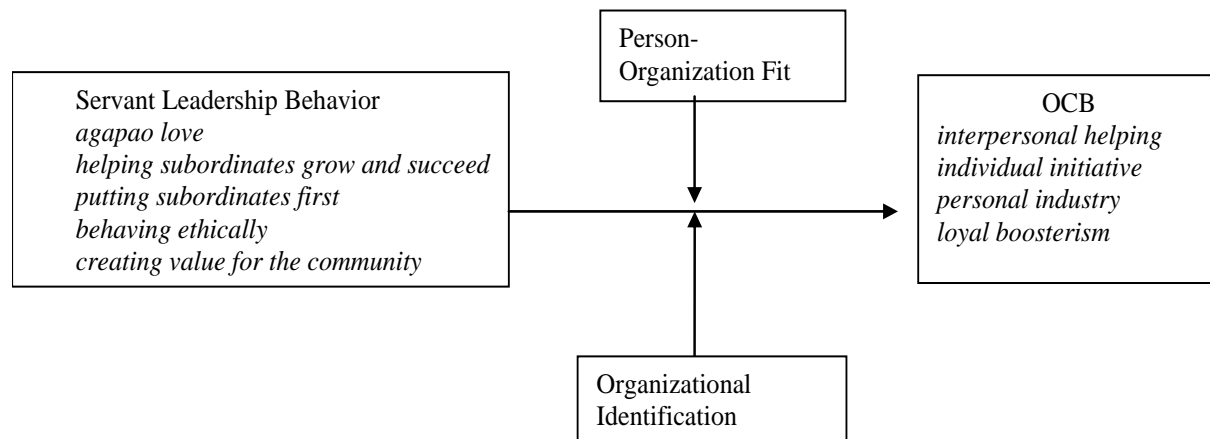 Person-
Organization Fit
Servant Leadership Behavior
agapao love
helping subordinates grow and succeed
putting subordinates first
behaving ethically
creating value for the community
OCB
interpersonal helping
individual initiative
personal industry
loyal boosterism
Organizational
Identification